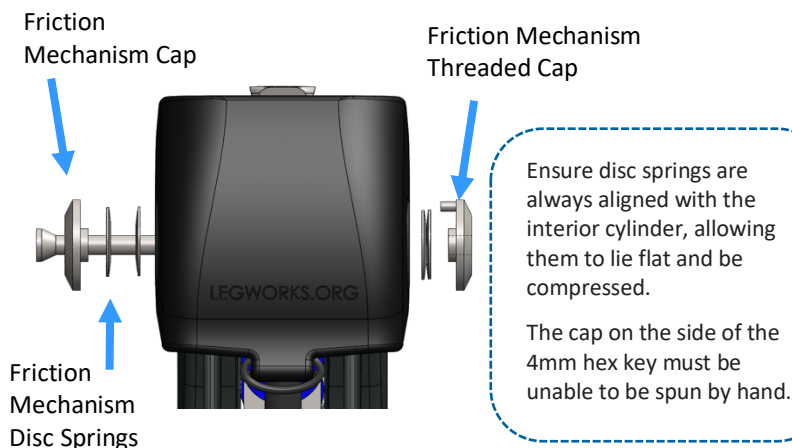 Friction
Mechanism Cap
Friction Mechanism
Threaded Cap
Ensure disc springs are
always aligned with the
interior cylinder, allowing
them to lie flat and be
compressed.
The cap on the side of the
4mm hex key must be
unable to be spun by hand.
LEGWORKS.ORG
Friction
Mechanism
Disc Springs